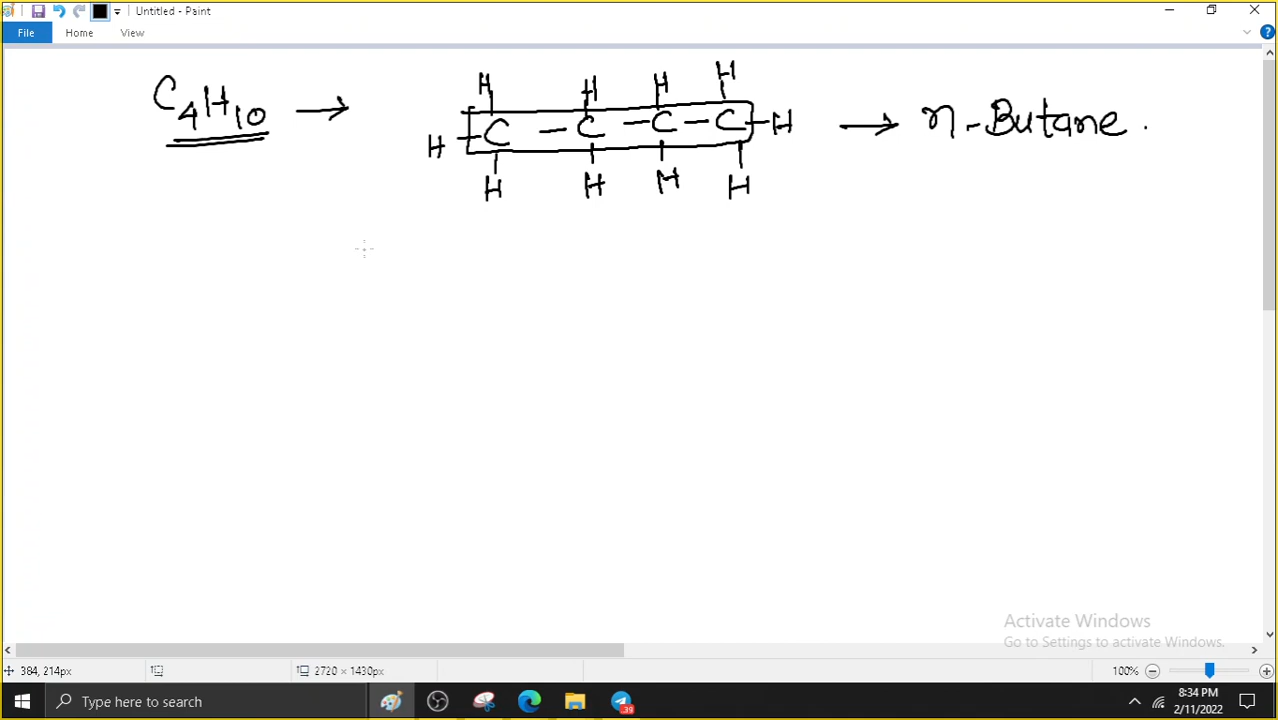 Untitled - Paint
File Home View
H H H H
C₄H₁₀ → H - C - C - C - C - H → n-Butane.
H H H H
Activate Windows
Go to Settings to activate Windows.
384, 214px 2720 × 1430px 100%
Type here to search 39 8:34 PM
2/11/2022